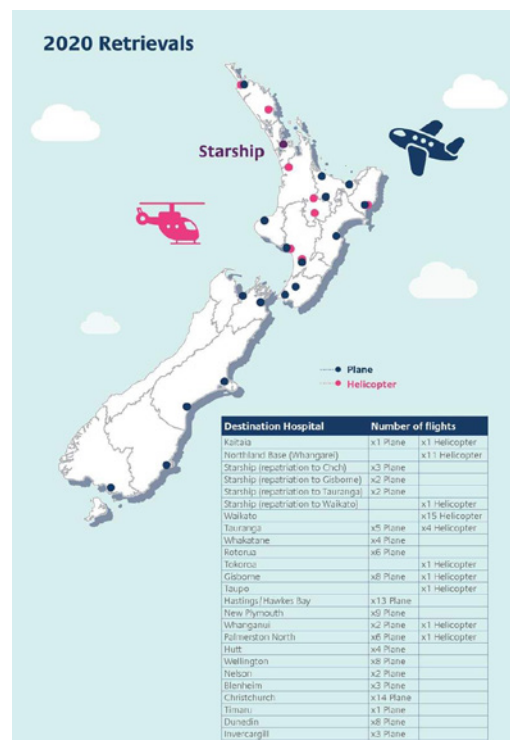 2020 Retrievals
Starship
Plane
Helicopter
Destination Hospital Number of flights
Kaitaia x1 Plane x1 Helicopter
Northland Base (Whangarei) x11 Helicopter
Starship (repatriation to Chch) x3 Plane
Starship (repatriation to Gisborne) x2 Plane
Starship (repatriation to Tauranga) x2 Plane
Starship (repatriation to Waikato) x1 Helicopter
Waikato x15 Helicopter
Tauranga x5 Plane x4 Helicopter
Whakatane x4 Plane
Rotorua x6 Plane
Tokoroa x1 Helicopter
Gisborne x8 Plane x1 Helicopter
Taupo x1 Helicopter
Hastings/Hawkes Bay x13 Plane
New Plymouth x9 Plane
Whanganui x2 Plane x1 Helicopter
Palmerston North x6 Plane x1 Helicopter
Hutt x4 Plane
Wellington x8 Plane
Nelson x2 Plane
Blenheim x3 Plane
Christchurch x14 Plane
Timaru x1 Plane
Dunedin x8 Plane
Invercargill x3 Plane